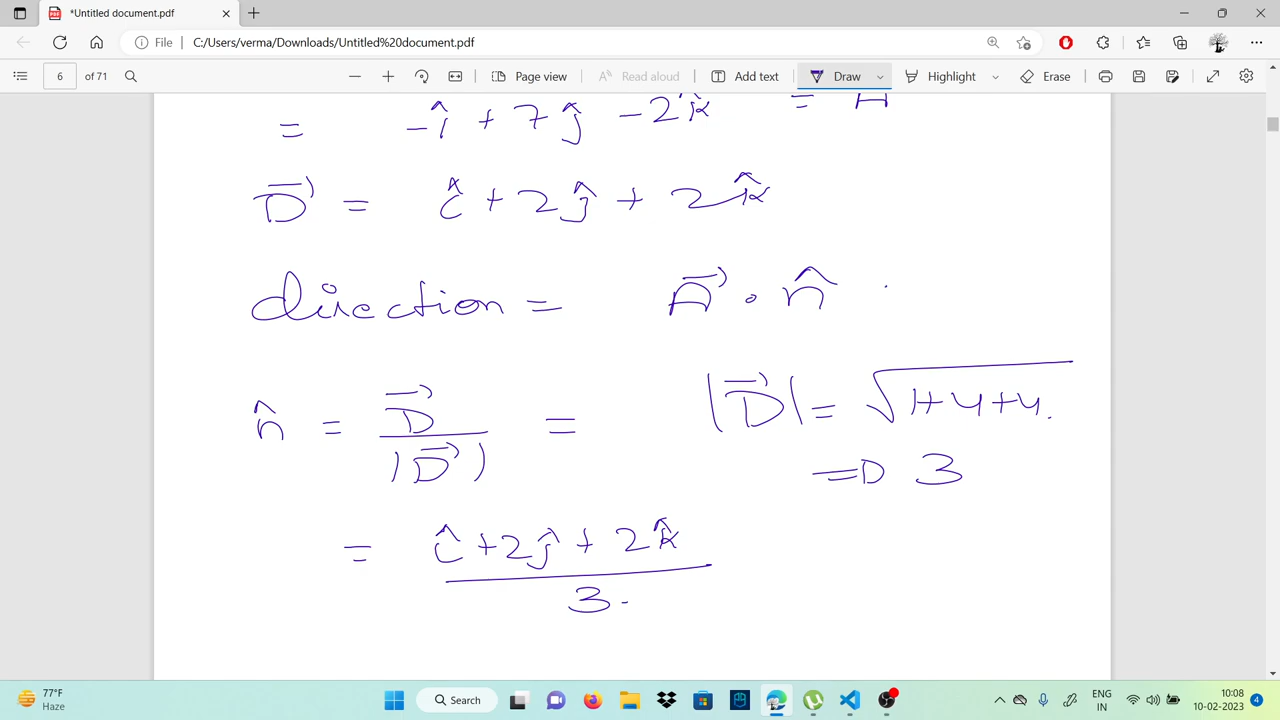 *Untitled document.pdf
File C:/Users/verma/Downloads/Untitled%20document.pdf
6 of 71 Page view Read aloud Add text Draw Highlight Erase
= -î + 7ĵ - 2k̂ =
D⃗ = î + 2ĵ + 2k̂
direction = A⃗ • n̂
n̂ = D⃗ / |D⃗| = |D⃗| = √1+4+4.
=D 3
= î + 2ĵ + 2k̂
3.
77°F
Haze
Search
ENG
IN
10:08
10-02-2023
4